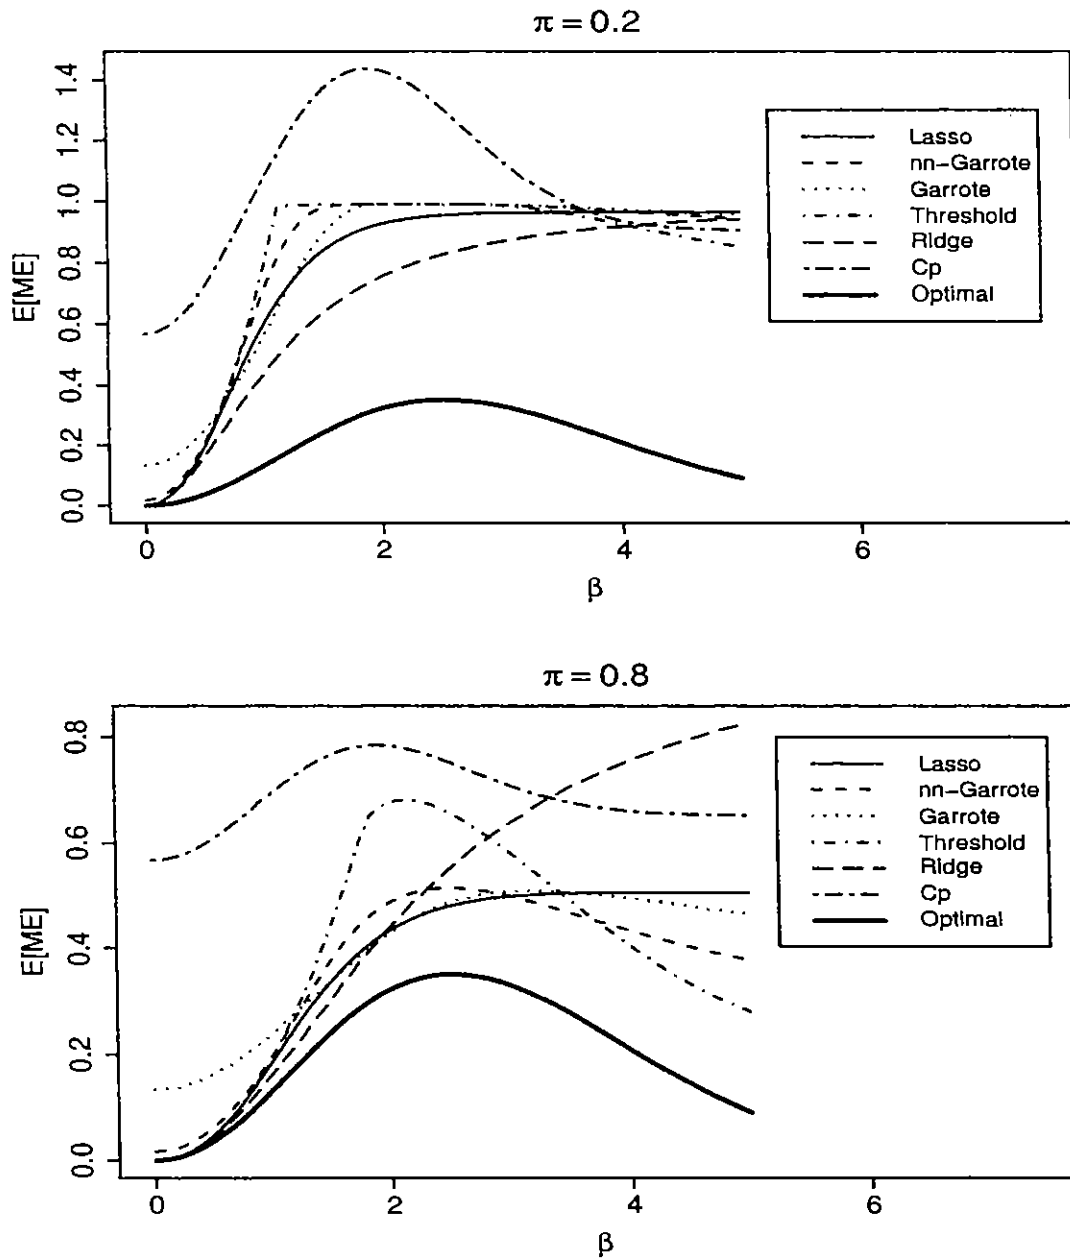 π = 0.2
E[ME]
1.4
1.2
1.0
0.8
0.6
0.4
0.2
0.0
Lasso
nn-Garrote
Garrote
Threshold
Ridge
Cp
Optimal
0 2 4 6
β
π = 0.8
E[ME]
0.8
0.6
0.4
0.2
0.0
Lasso
nn-Garrote
Garrote
Threshold
Ridge
Cp
Optimal
0 2 4 6
β